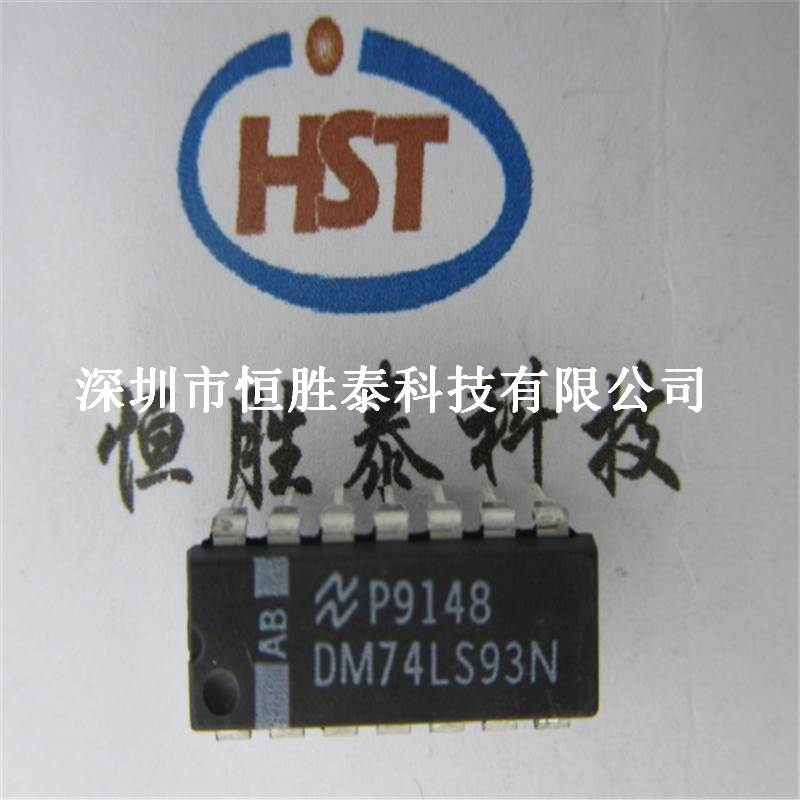 HST
深圳市恒胜泰科技有限公司
恒胜泰科技
AB
P9148
DM74LS93N